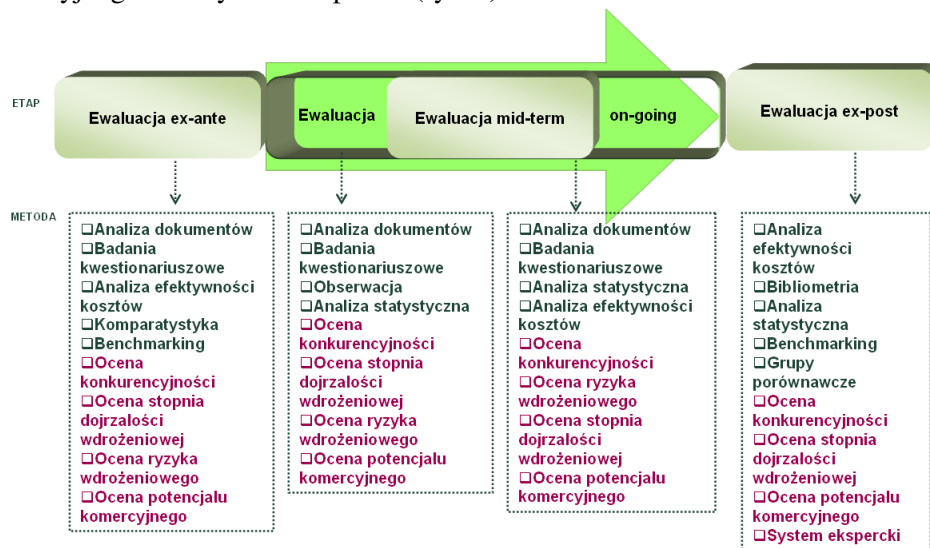 ETAP
Ewaluacja ex-ante
Ewaluacja
Ewaluacja mid-term
on-going
Ewaluacja ex-post
METODA
❑Analiza dokumentów
❑Badania
kwestionariuszowe
❑Analiza efektywności
kosztów
❑Komparatystyka
❑Benchmarking
❑Ocena
konkurencyjności
❑Ocena stopnia
dojrzałości
wdrożeniowej
❑Ocena ryzyka
wdrożeniowego
❑Ocena potencjału
komercyjnego
❑Analiza dokumentów
❑Badania
kwestionariuszowe
❑Obserwacja
❑Analiza statystyczna
❑Ocena
konkurencyjności
❑Ocena stopnia
dojrzałości
wdrożeniowej
❑Ocena ryzyka
wdrożeniowego
❑Ocena potencjału
komercyjnego
❑Analiza dokumentów
❑Badania
kwestionariuszowe
❑Analiza statystyczna
❑Analiza efektywności
kosztów
❑Ocena
konkurencyjności
❑Ocena ryzyka
wdrożeniowego
❑Ocena stopnia
dojrzałości
wdrożeniowej
❑Ocena potencjału
komercyjnego
❑Analiza
efektywności
kosztów
❑Bibliometria
❑Analiza
statystyczna
❑Benchmarking
❑Grupy
porównawcze
❑Ocena
konkurencyjności
❑Ocena stopnia
dojrzałości
wdrożeniowej
❑Ocena potencjału
komercyjnego
❑System ekspercki